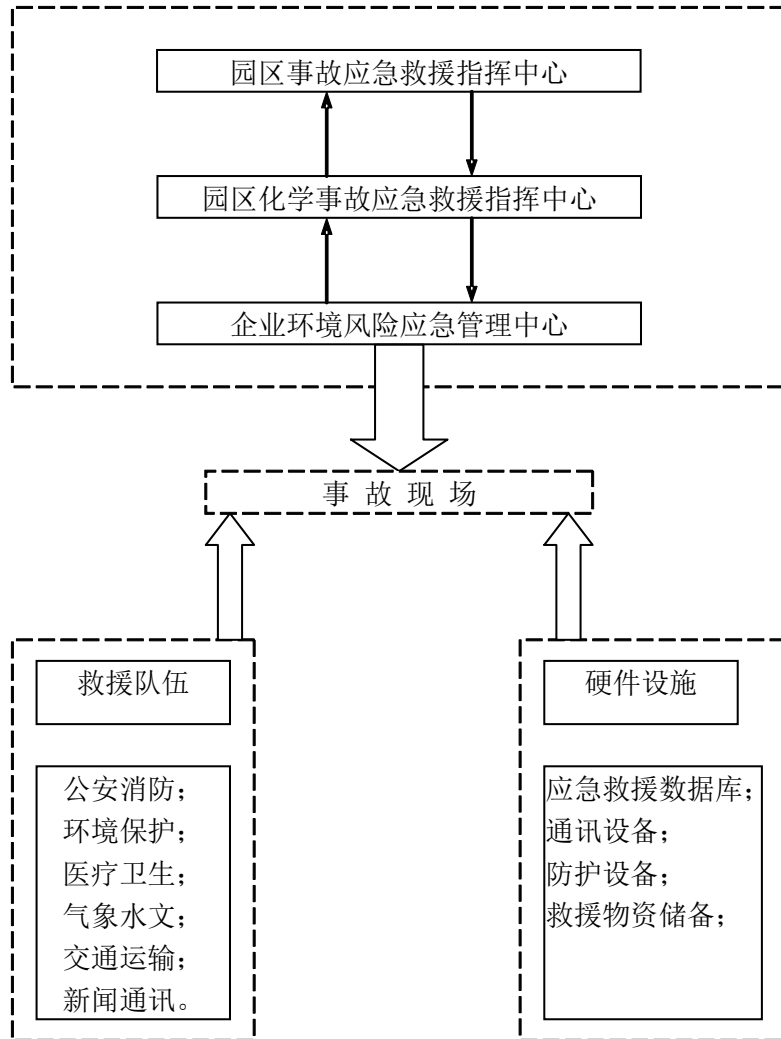 园区事故应急救援指挥中心
园区化学事故应急救援指挥中心
企业环境风险应急管理中心
事 故 现 场
救援队伍
公安消防；
环境保护；
医疗卫生；
气象水文；
交通运输；
新闻通讯。
硬件设施
应急救援数据库；
通讯设备；
防护设备；
救援物资储备；